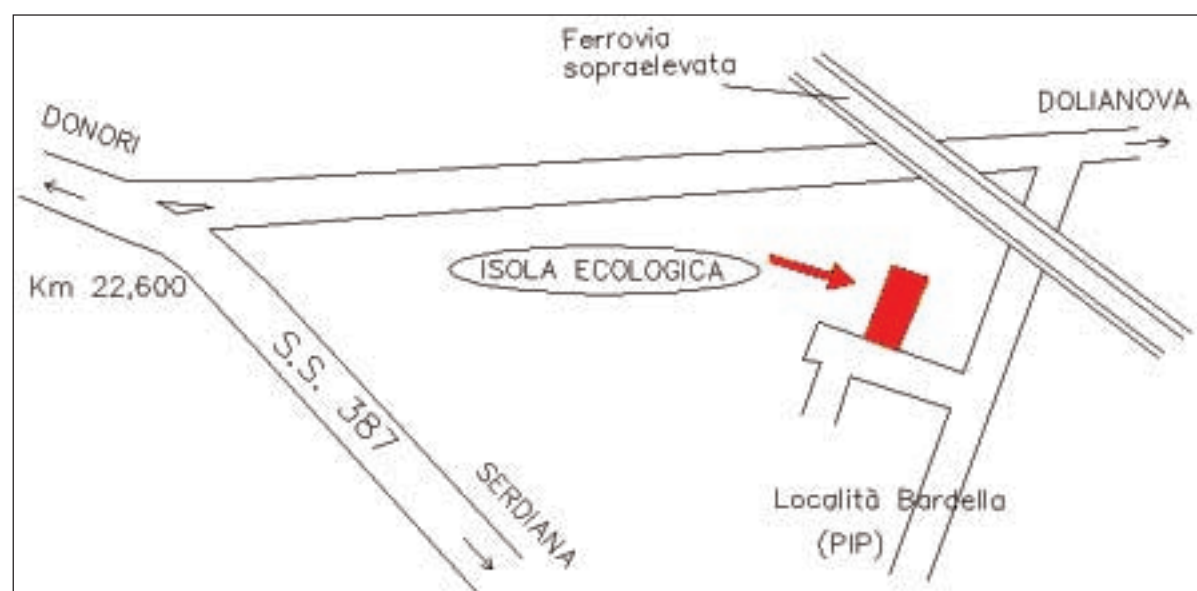 Ferrovia
sopraelevata
DOLIANOVA
DONORI
ISOLA ECOLOGICA
Km 22,600
S.S. 387
SERDIANA
Località Bardella
(PIP)